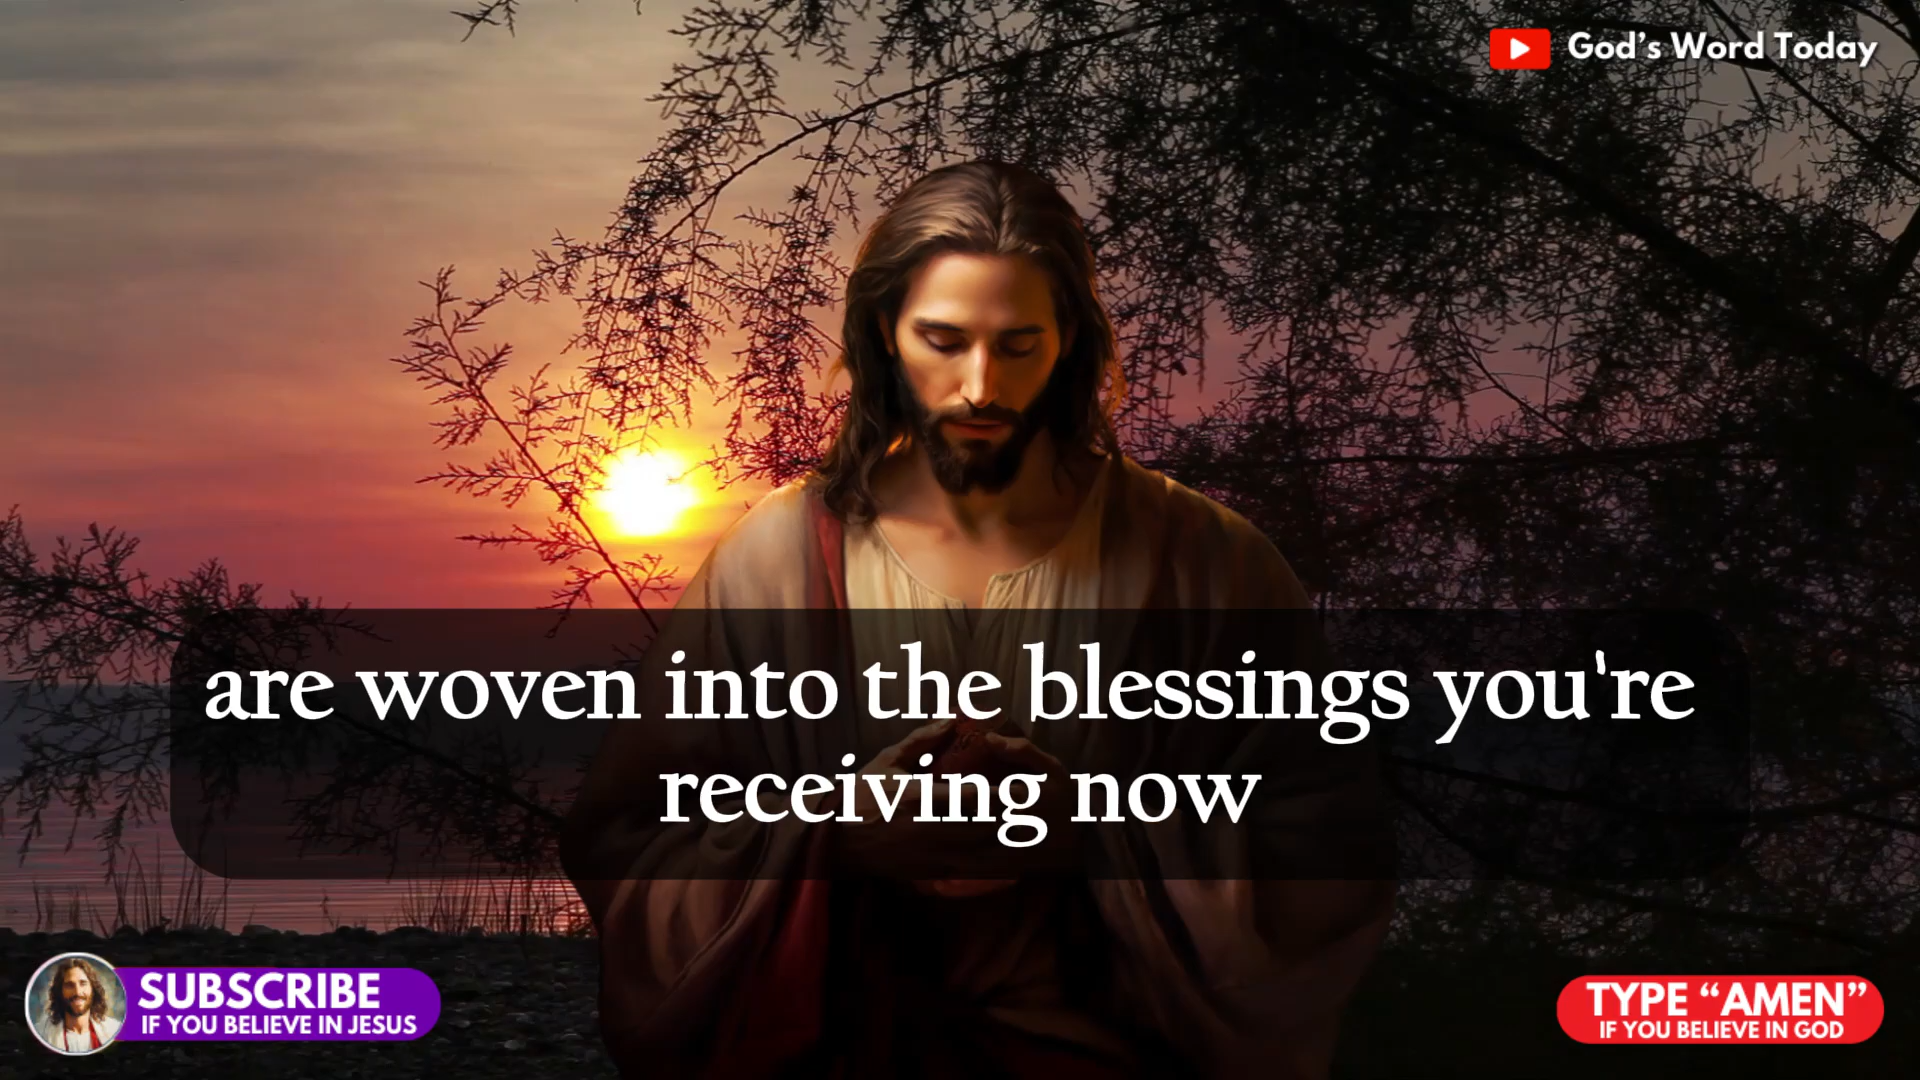 God’s Word Today
are woven into the blessings you're
receiving now
SUBSCRIBE
IF YOU BELIEVE IN JESUS
TYPE “AMEN”
IF YOU BELIEVE IN GOD